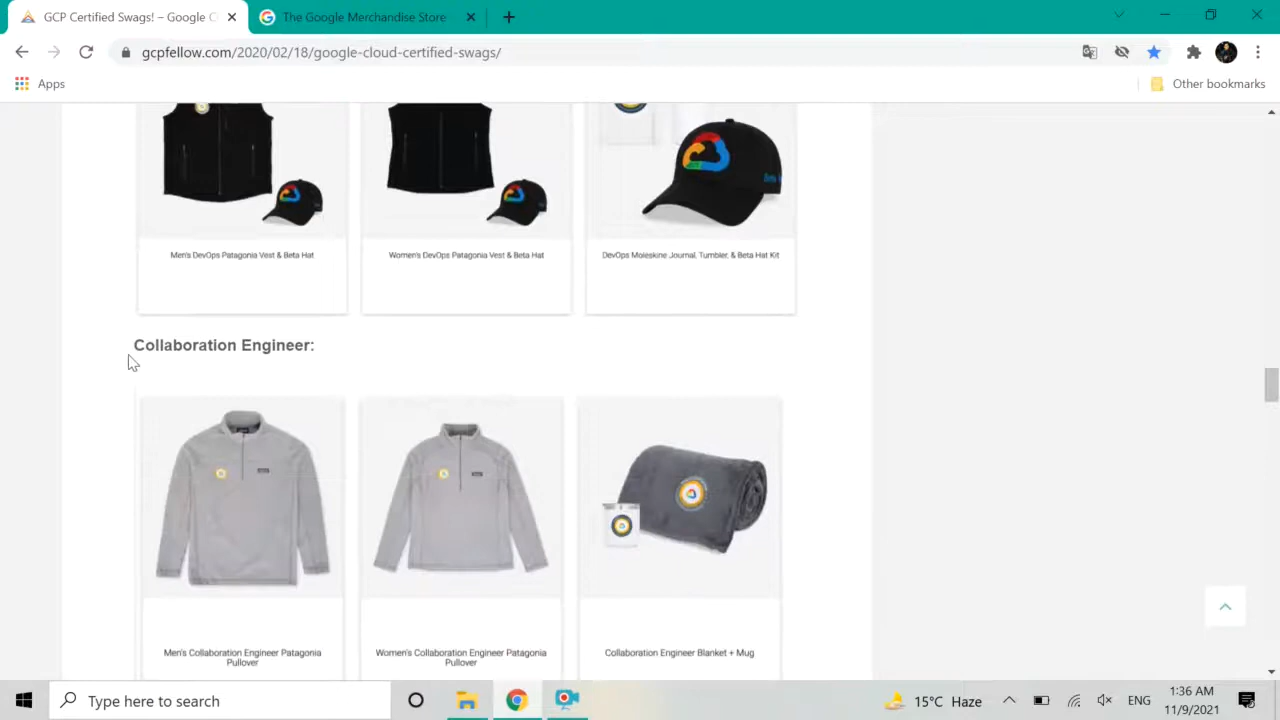 GCP Certified Swags! – Google C
The Google Merchandise Store
gcpfellow.com/2020/02/18/google-cloud-certified-swags/
Apps
Other bookmarks
Men's DevOps Patagonia Vest & Beta Hat
Women's DevOps Patagonia Vest & Beta Hat
DevOps Moleskine Journal, Tumbler, & Beta Hat Kit
Collaboration Engineer:
Men's Collaboration Engineer Patagonia
Pullover
Women's Collaboration Engineer Patagonia
Pullover
Collaboration Engineer Blanket + Mug
Type here to search
15°C Haze
ENG
1:36 AM
11/9/2021